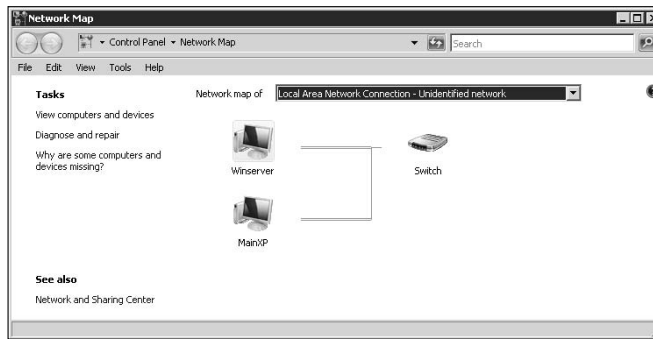 Network Map
Control Panel Network Map
Search
File Edit View Tools Help
Tasks
View computers and devices
Diagnose and repair
Why are some computers and
devices missing?
See also
Network and Sharing Center
Network map of Local Area Network Connection - Unidentified network
Winserver
Switch
MainXP